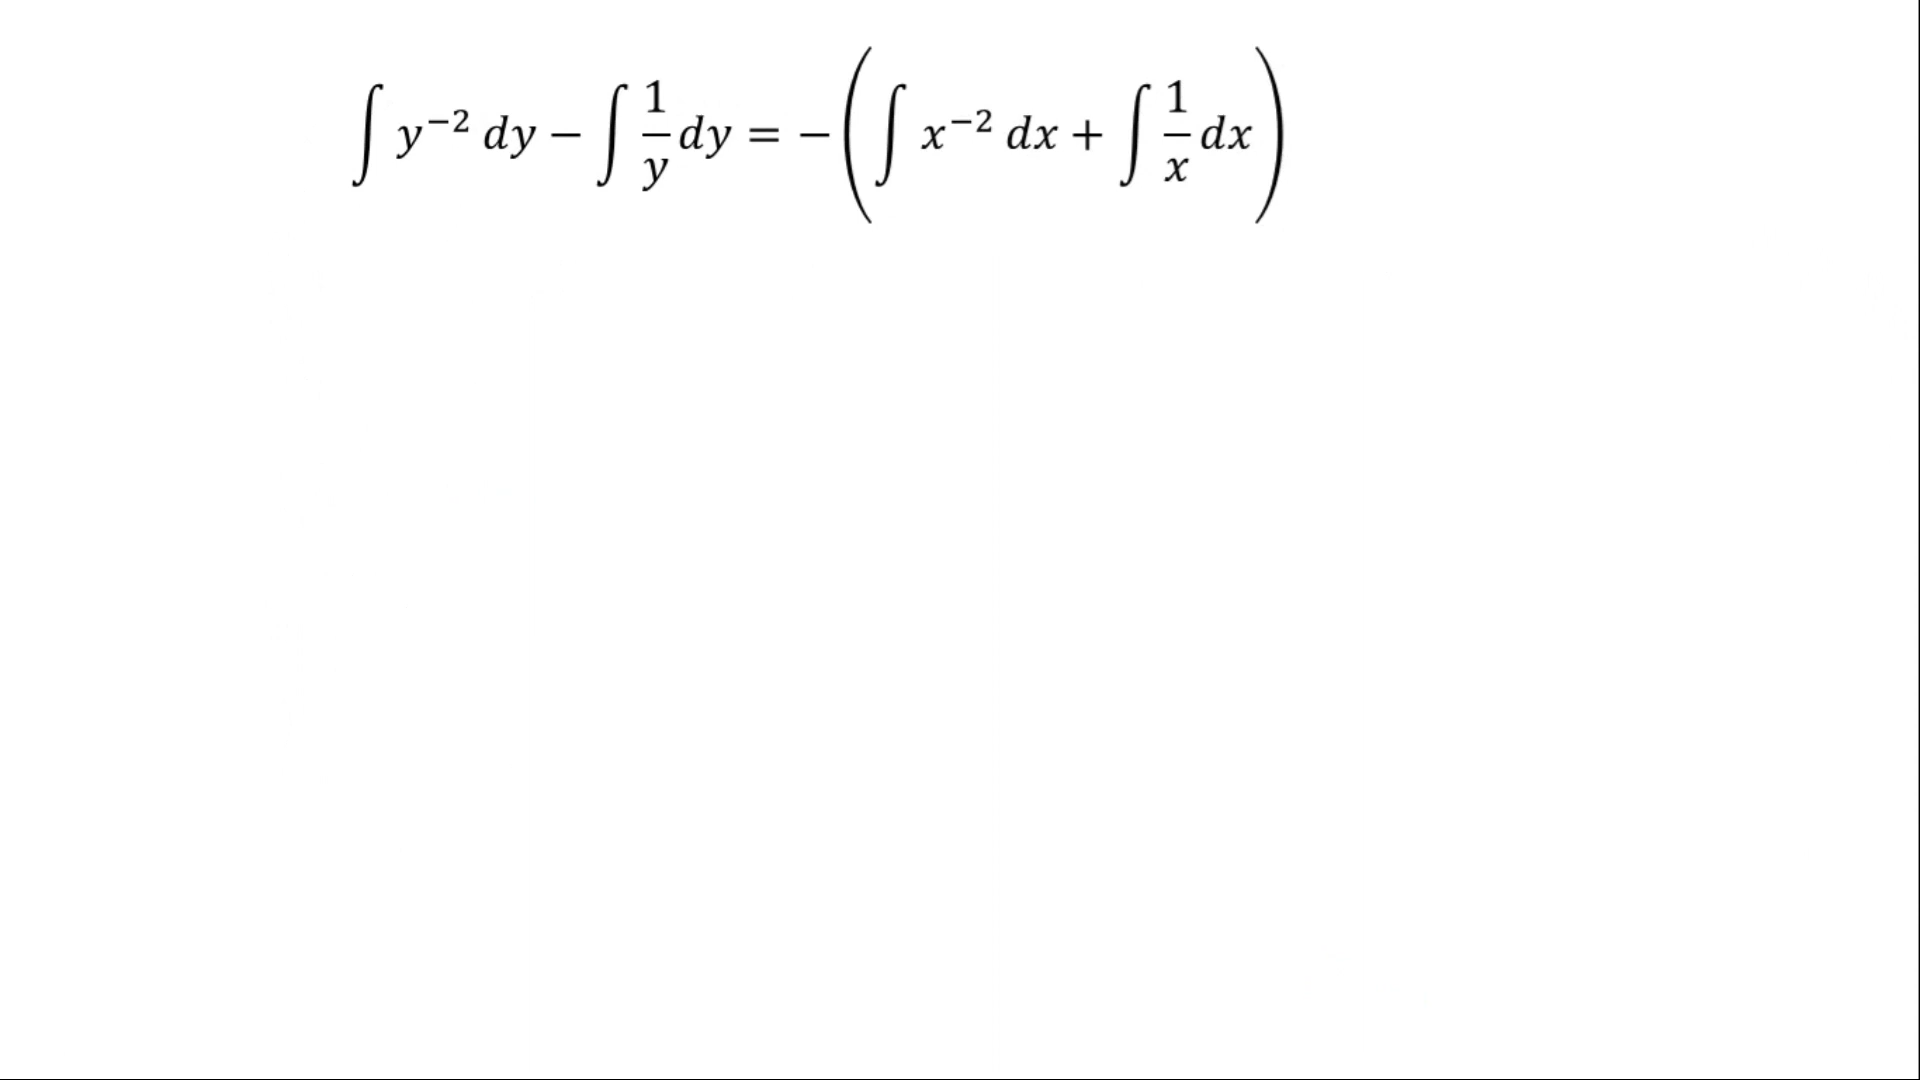 ∫ y⁻² dy − ∫ 1/y dy = − (∫ x⁻² dx + ∫ 1/x dx)